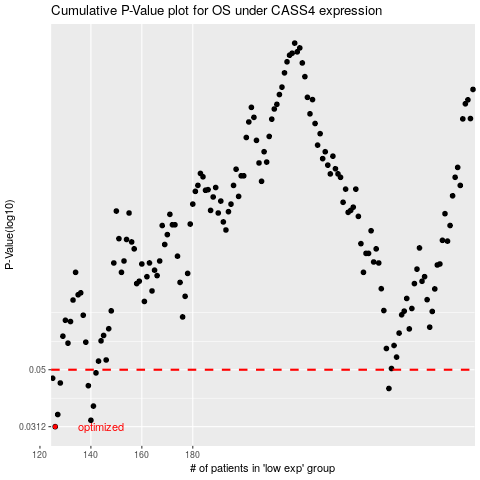 Cumulative P-Value plot for OS under CASS4 expression
P-Value(log10)
0.05
0.0312
optimized
120 140 160 180
# of patients in 'low exp' group